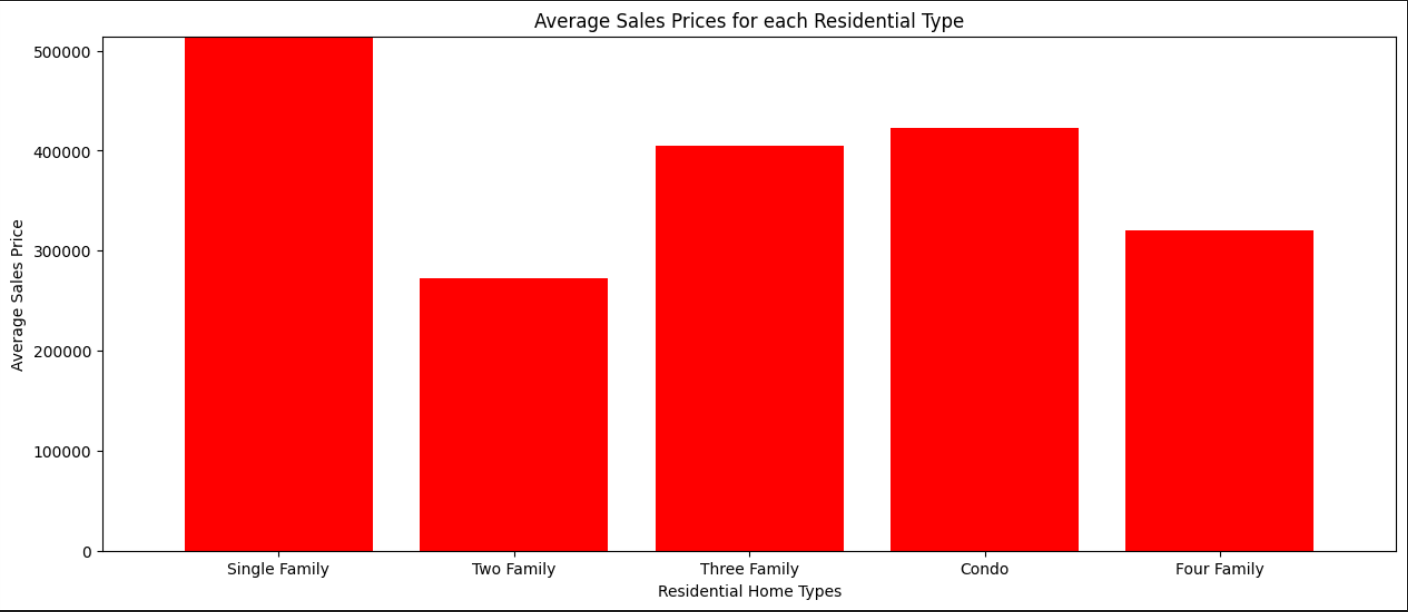 Average Sales Prices for each Residential Type
Average Sales Price
500000
400000
300000
200000
100000
0
Single Family
Two Family
Three Family
Condo
Four Family
Residential Home Types